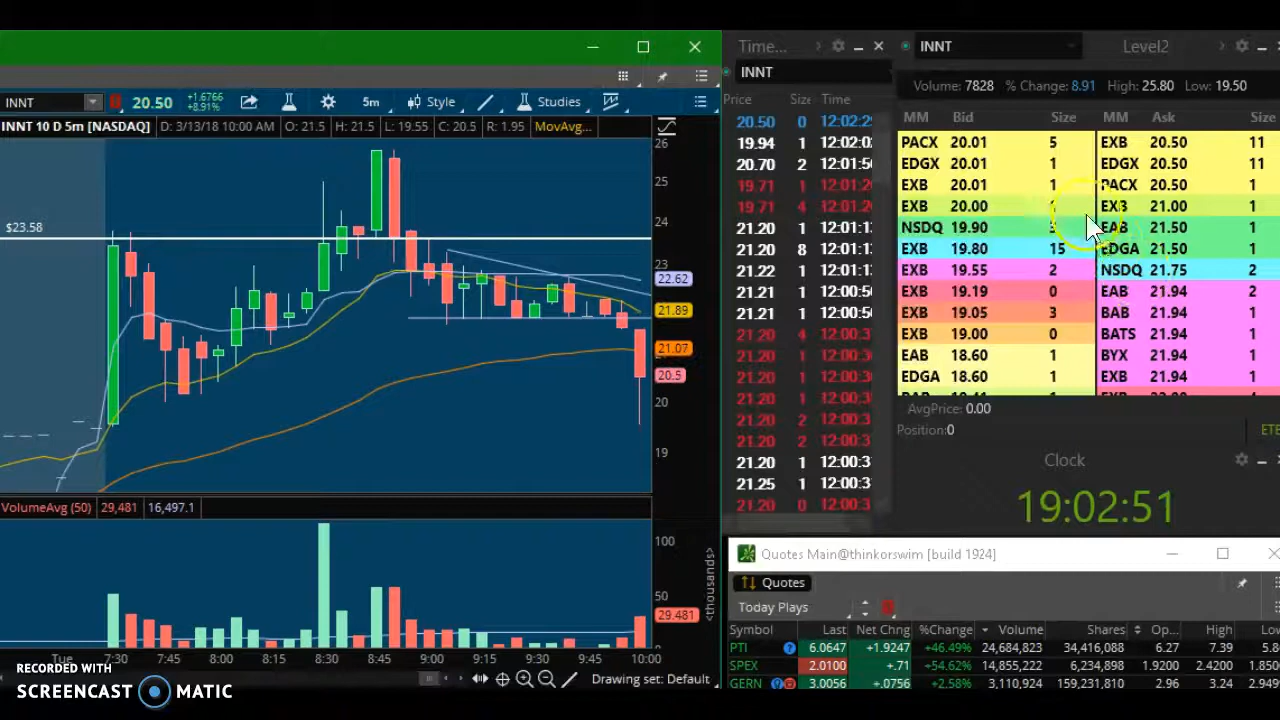 INNT
20.50
+1.6766
+8.91%
5m
Style
Studies
INNT 10 D 5m [NASDAQ]
D: 3/13/18 10:00 AM
O: 21.5
H: 21.5
L: 19.55
C: 20.5
R: 1.95
MovAvg...
$23.58
26
25
24
23
22.62
21.89
21.07
20.5
20
19
VolumeAvg (50)
29,481
16,497.1
100
50
29.481
<thousands>
Tue
7:30
7:45
8:00
8:15
8:30
8:45
9:00
9:15
9:30
9:45
10:00
Drawing set: Default
RECORDED WITH
SCREENCAST MATIC
Time...
INNT
Price Size Time
20.50 0 12:02:2
19.94 1 12:02:0
20.70 2 12:01:5
19.71 1 12:01:2
19.71 4 12:01:2
21.20 1 12:01:1
21.20 8 12:01:1
21.22 1 12:01:1
21.21 1 12:00:5
21.21 1 12:00:5
21.20 4 12:00:3
21.20 1 12:00:3
21.20 1 12:00:3
21.20 1 12:00:3
21.20 2 12:00:3
21.20 2 12:00:3
21.20 1 12:00:3
21.25 1 12:00:3
21.20 0 12:00:3
INNT
Level2
Volume: 7828 % Change: 8.91 High: 25.80 Low: 19.50
MM Bid Size MM Ask Size
PACX 20.01 5 EXB 20.50 11
EDGX 20.01 1 EDGX 20.50 11
EXB 20.01 1 PACX 20.50 1
EXB 20.00 EXB 21.00 1
NSDQ 19.90 EAB 21.50 1
EXB 19.80 15 EDGA 21.50 1
EXB 19.55 2 NSDQ 21.75 2
EXB 19.19 0 EAB 21.94 2
EXB 19.05 3 BAB 21.94 1
EXB 19.00 0 BATS 21.94 1
EAB 18.60 1 BYX 21.94 1
EDGA 18.60 1 EXB 21.94 1
AvgPrice: 0.00
Position:0
Clock
19:02:51
Quotes Main@thinkorswim [build 1924]
Quotes
Today Plays
Symbol Last Net Chng %Change Volume Shares Op... High Low
PTI 6.0647 +1.9247 +46.49% 24,684,823 34,416,088 6.27 7.39 5.8
SPEX 2.0100 +.71 +54.62% 14,855,222 6,234,898 1.9200 2.4200 1.8
GERN 3.0056 +.0756 +2.58% 3,110,924 159,231,810 2.96 3.24 2.94